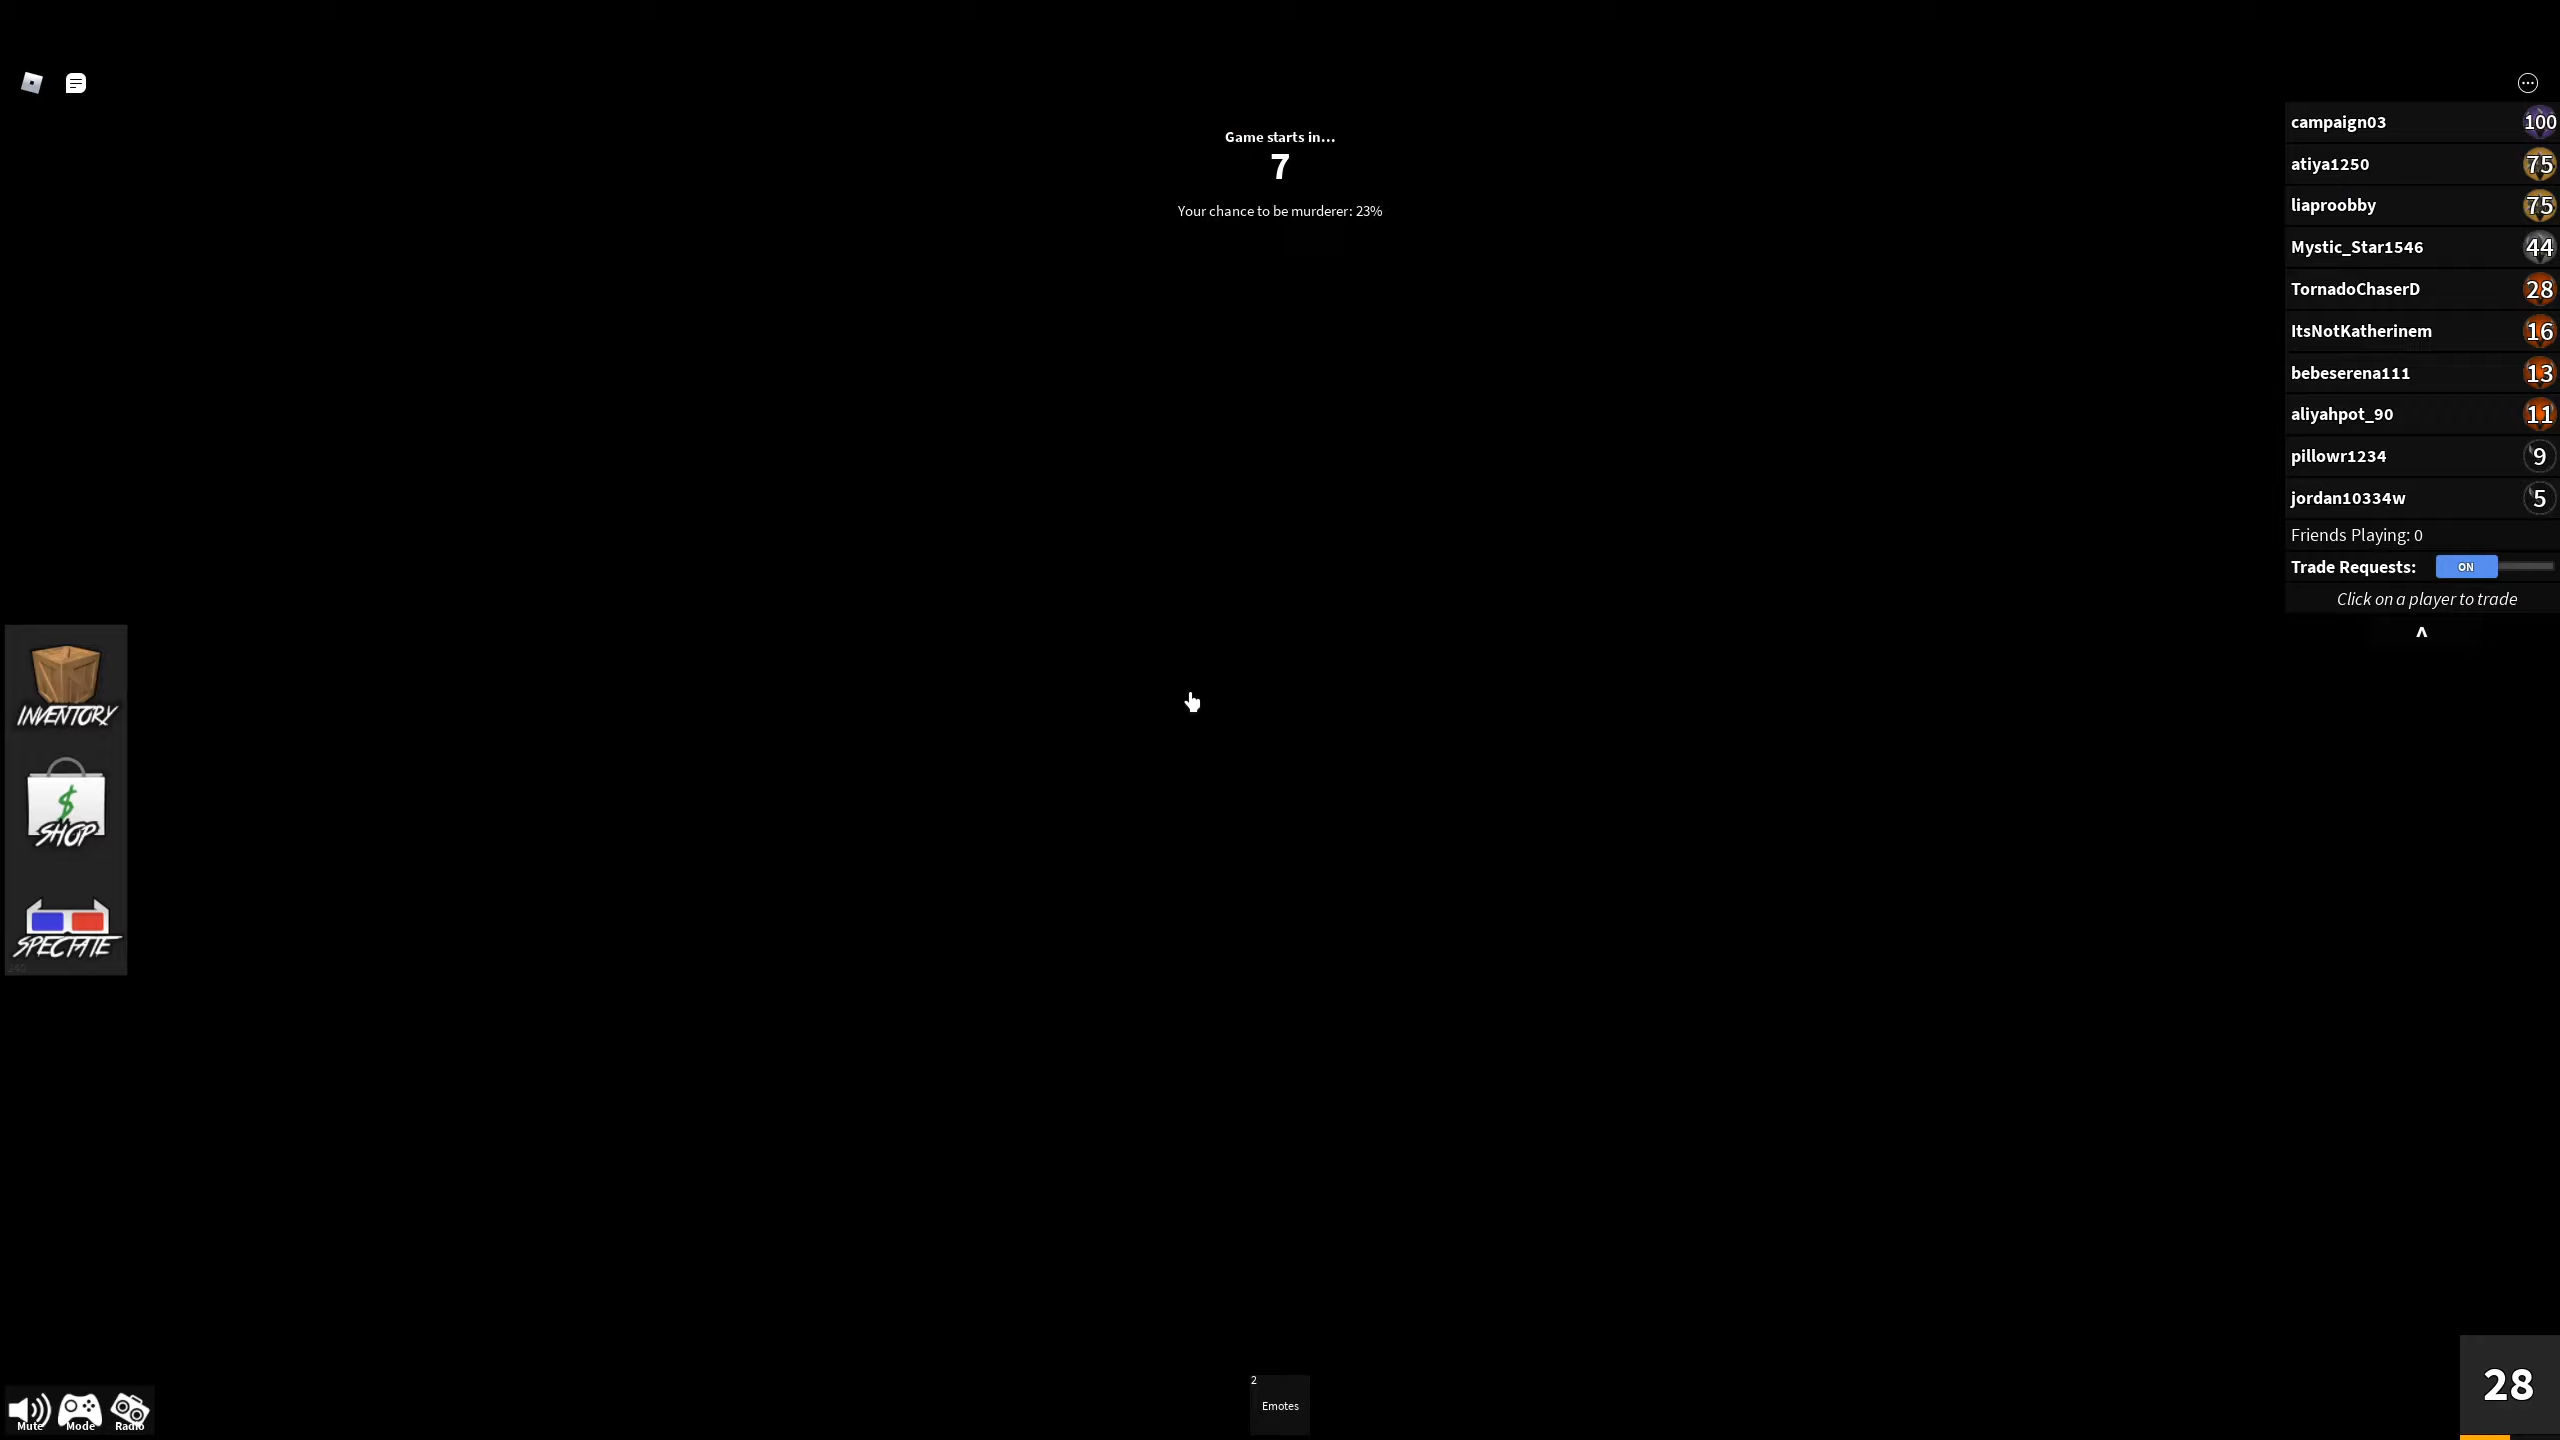 Game starts in...
7
Your chance to be murderer: 23%
campaign03 100
atiya1250 75
liaproobby 75
Mystic_Star1546 44
TornadoChaserD 28
ItsNotKatherinem 16
bebeserena111 13
aliyahpot_90 11
pillowr1234 9
jordan10334w 5
Friends Playing: 0
Trade Requests: ON
Click on a player to trade
^
INVENTORY
$
SHOP
SPECTATE
Mute Mode Radio
2
Emotes
28